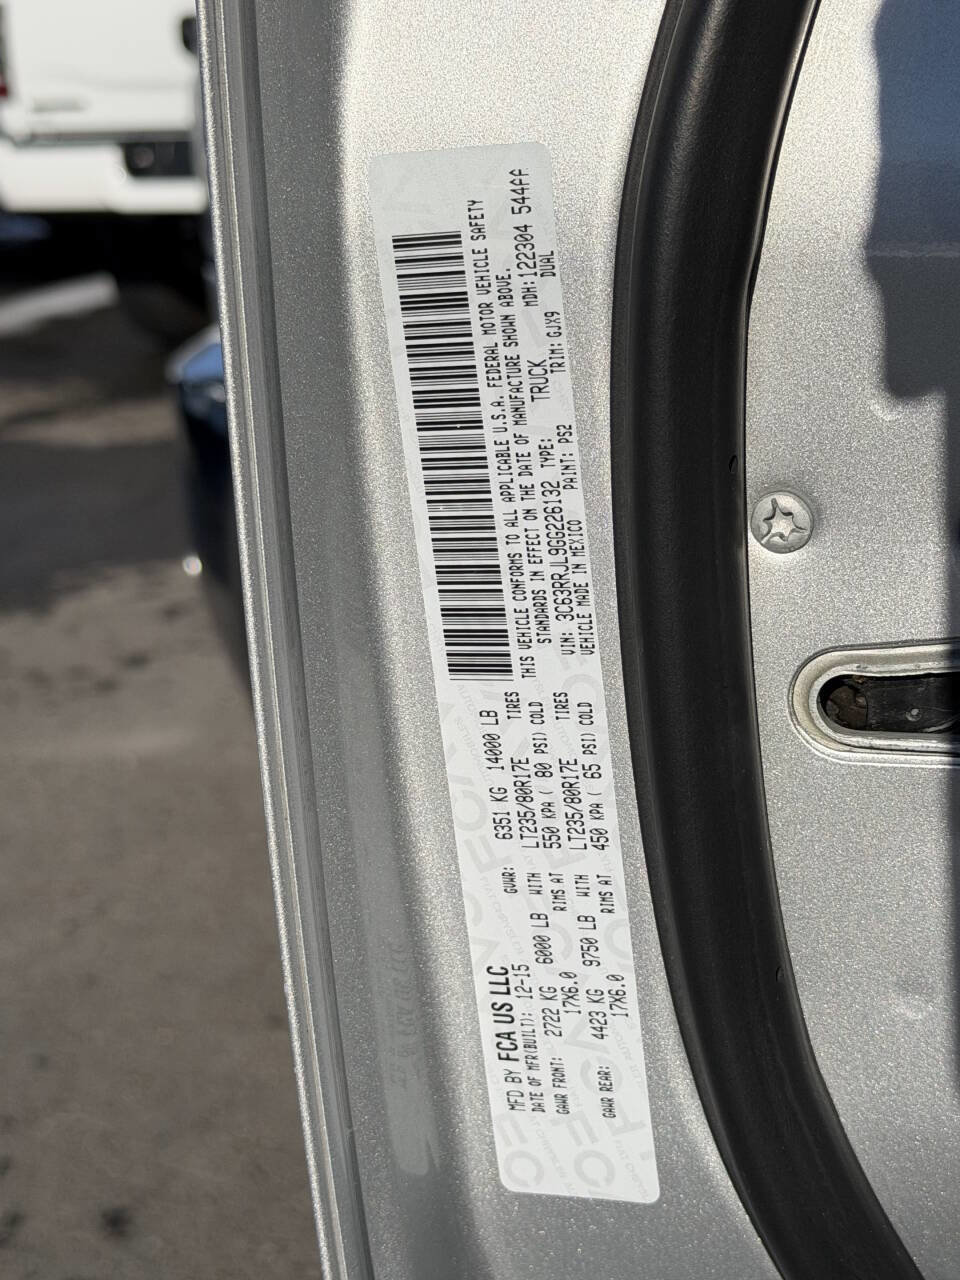 MFD BY FCA US LLC
DATE OF MFR(BUILT): 12-15 GVWR: 6351 KG 14000 LB
GAWR FRONT: 2722 KG 6000 LB WITH LT235/80R17E TIRES
17X6.0 RIMS AT 550 KPA ( 80 PSI) COLD
GAWR REAR: 4423 KG 9750 LB WITH LT235/80R17E TIRES
17X6.0 RIMS AT 450 KPA ( 65 PSI) COLD
THIS VEHICLE CONFORMS TO ALL APPLICABLE U.S.A. FEDERAL MOTOR VEHICLE SAFETY
STANDARDS IN EFFECT ON THE DATE OF MANUFACTURE SHOWN ABOVE.
MDH:122304 544FF
VIN: 3C63RRJL9GG226132 TYPE: TRUCK DUAL
VEHICLE MADE IN MEXICO PAINT: PS2 TRIM: GJX9